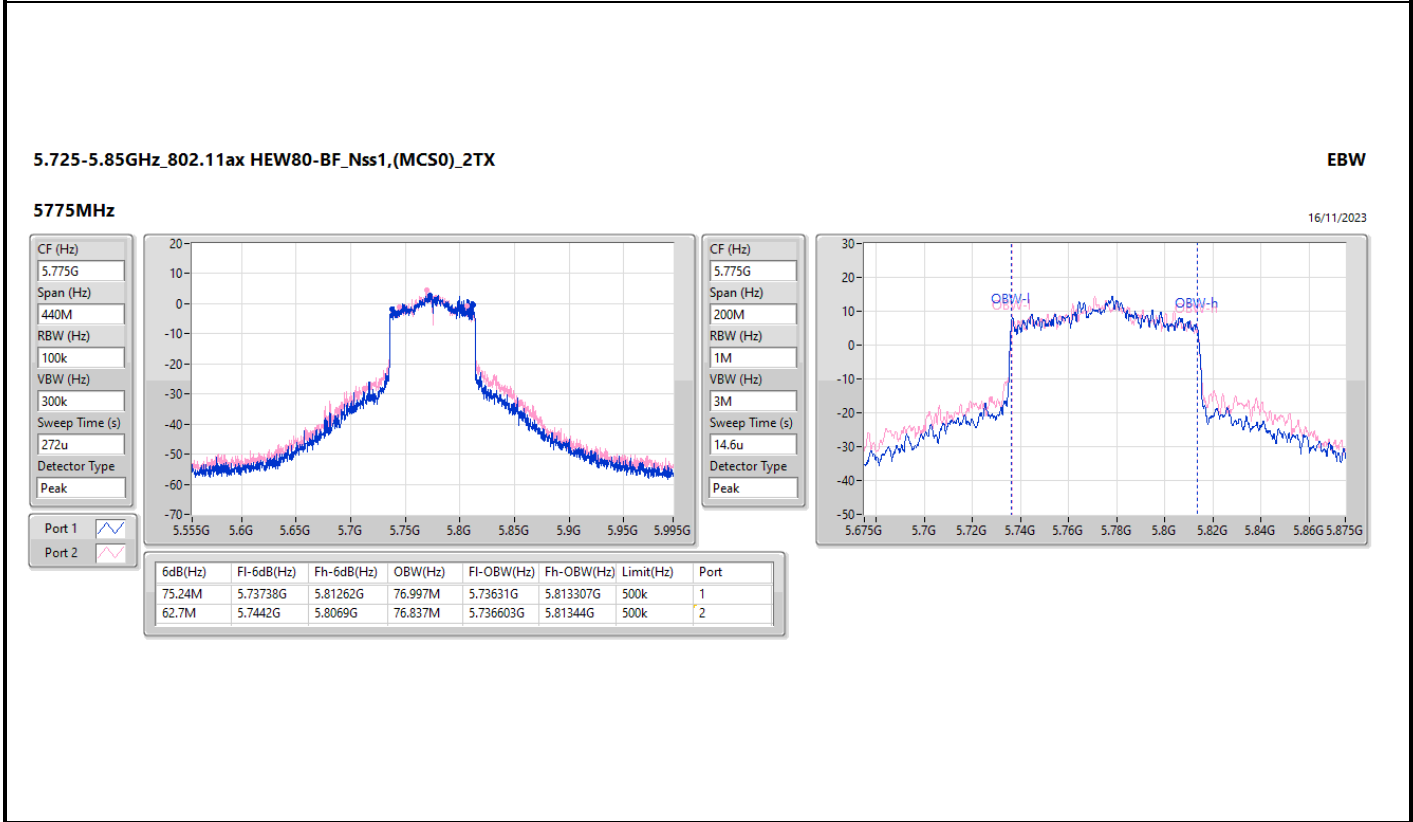 5.725-5.85GHz_802.11ax HEW80-BF_Nss1,(MCS0)_2TX
EBW
5775MHz
16/11/2023
CF (Hz)
5.775G
Span (Hz)
440M
RBW (Hz)
100k
VBW (Hz)
300k
Sweep Time (s)
272u
Detector Type
Peak
Port 1
Port 2
20
10
0
-10
-20
-30
-40
-50
-60
-70
5.555G 5.6G 5.65G 5.7G 5.75G 5.8G 5.85G 5.9G 5.95G 5.995G
CF (Hz)
5.775G
Span (Hz)
200M
RBW (Hz)
1M
VBW (Hz)
3M
Sweep Time (s)
14.6u
Detector Type
Peak
30
20
10
0
-10
-20
-30
-40
-50
OBW-l OBW-h
5.675G 5.7G 5.72G 5.74G 5.76G 5.78G 5.8G 5.82G 5.84G 5.86G 5.875G
6dB(Hz) Fl-6dB(Hz) Fh-6dB(Hz) OBW(Hz) Fl-OBW(Hz) Fh-OBW(Hz) Limit(Hz) Port
75.24M 5.73738G 5.81262G 76.997M 5.73631G 5.813307G 500k 1
62.7M 5.7442G 5.8069G 76.837M 5.736603G 5.81344G 500k 2